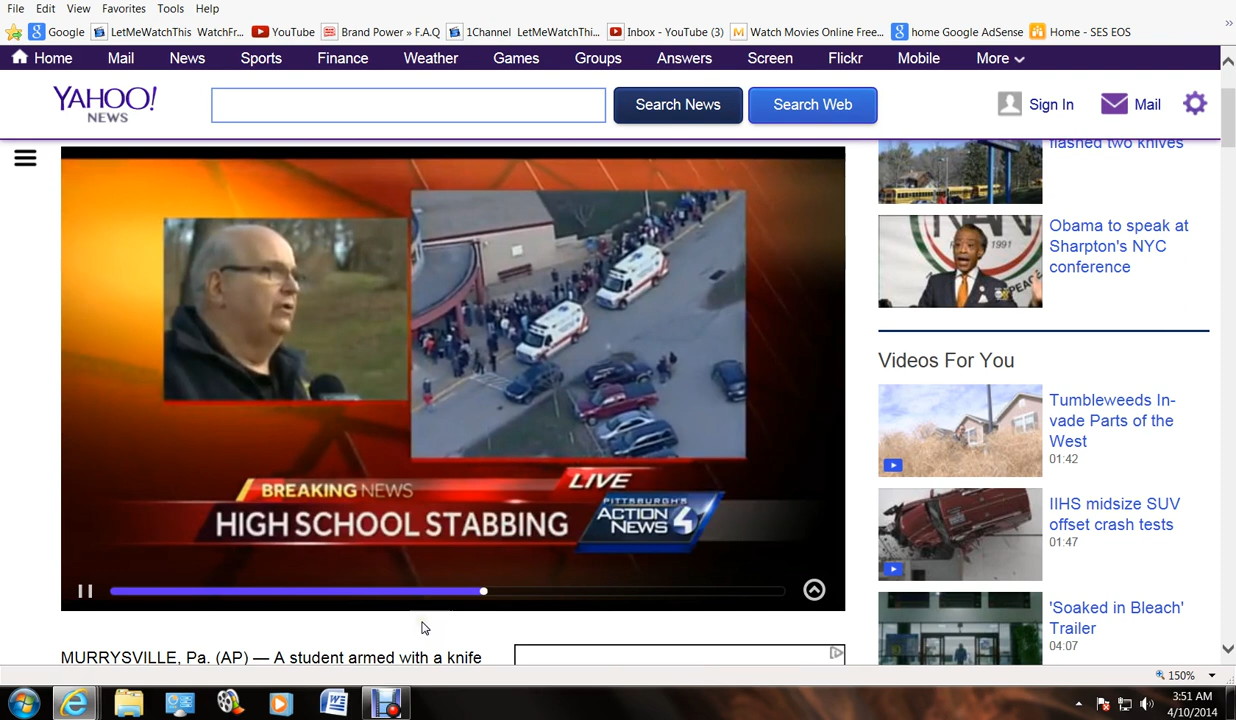 File Edit View Favorites Tools Help
Google LetMeWatchThis WatchFr... YouTube Brand Power » F.A.Q 1Channel LetMeWatchThi... Inbox - YouTube (3) Watch Movies Online Free... home Google AdSense Home - SES EOS
Home Mail News Sports Finance Weather Games Groups Answers Screen Flickr Mobile More
YAHOO!
NEWS
Search News Search Web Sign In Mail
flashed two knives
1991
PEACE
Obama to speak at
Sharpton's NYC
conference
Videos For You
Tumbleweeds In-
vade Parts of the
West
01:42
IIHS midsize SUV
offset crash tests
01:47
'Soaked in Bleach'
Trailer
04:07
LIVE
BREAKING NEWS
HIGH SCHOOL STABBING
PITTSBURGH'S
ACTION
NEWS 4
MURRYSVILLE, Pa. (AP) — A student armed with a knife
150%
3:51 AM
4/10/2014